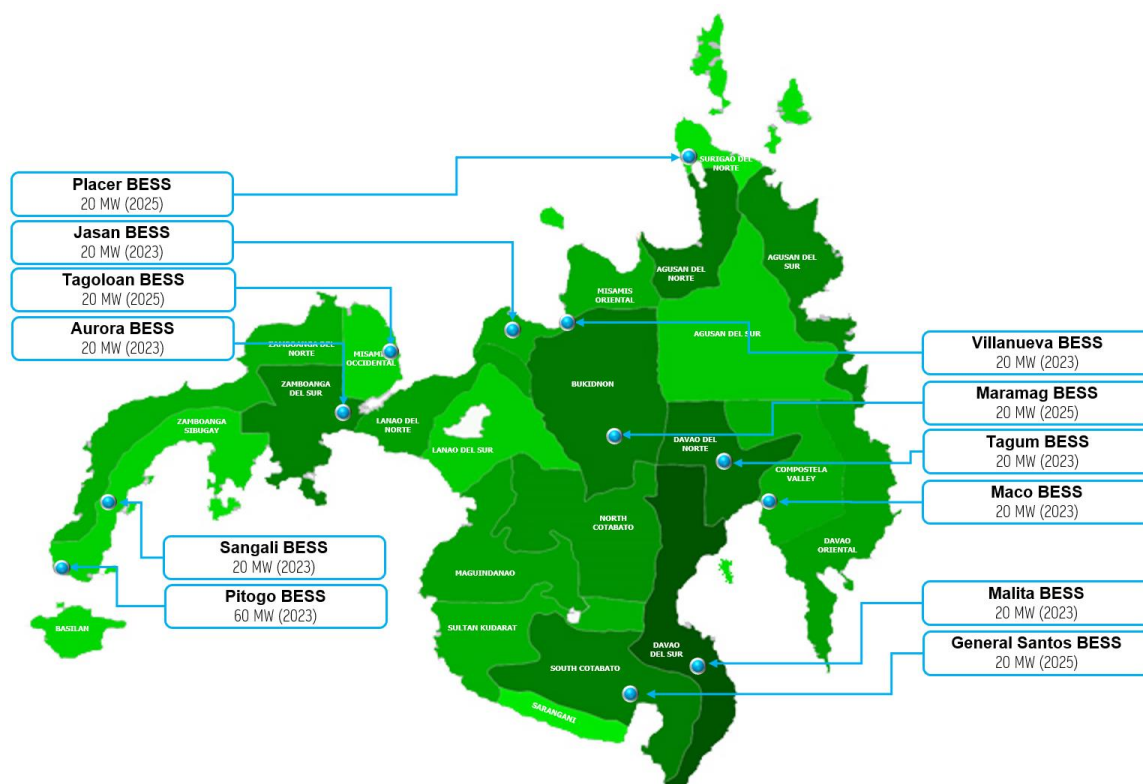 Placer BESS
20 MW (2025)
Jasan BESS
20 MW (2023)
Tagoloan BESS
20 MW (2025)
Aurora BESS
20 MW (2023)
Sangali BESS
20 MW (2023)
Pitogo BESS
60 MW (2023)
Villanueva BESS
20 MW (2023)
Maramag BESS
20 MW (2025)
Tagum BESS
20 MW (2023)
Maco BESS
20 MW (2023)
Malita BESS
20 MW (2023)
General Santos BESS
20 MW (2025)
SURIGAO DEL
NORTE
AGUSAN DEL
NORTE
AGUSAN DEL
SUR
MISAMIS
ORIENTAL
AGUSAN DEL SUR
ZAMBOANGA DEL
NORTE
MISAMIS
OCCIDENTAL
ZAMBOANGA
DEL SUR
BUKIDNON
ZAMBOANGA
SIBUGAY
LANAO DEL
NORTE
LANAO DEL SUR
DAVAO DEL
NORTE
COMPOSTELA
VALLEY
NORTH
COTABATO
DAVAO
ORIENTAL
MAGUINDANAO
BASILAN
SULTAN KUDARAT
DAVAO
DEL SUR
SOUTH COTABATO
SARANGANI